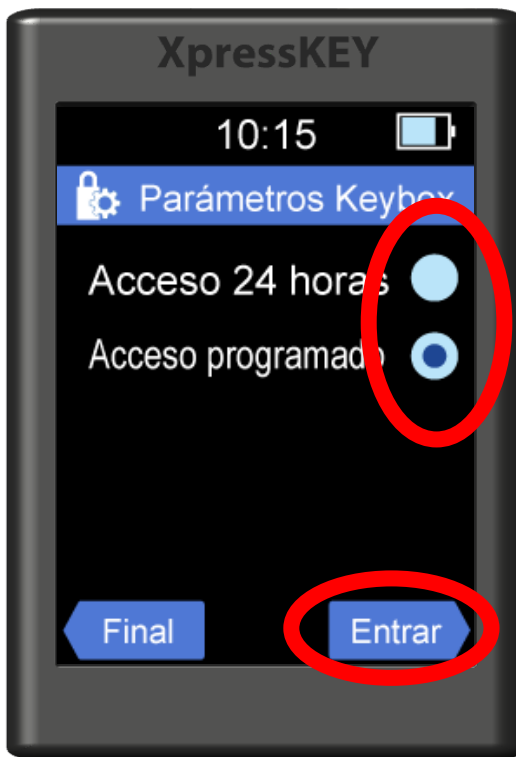 XpressKEY
10:15
Parámetros Keybox
Acceso 24 horas
Acceso programado
Final
Entrar